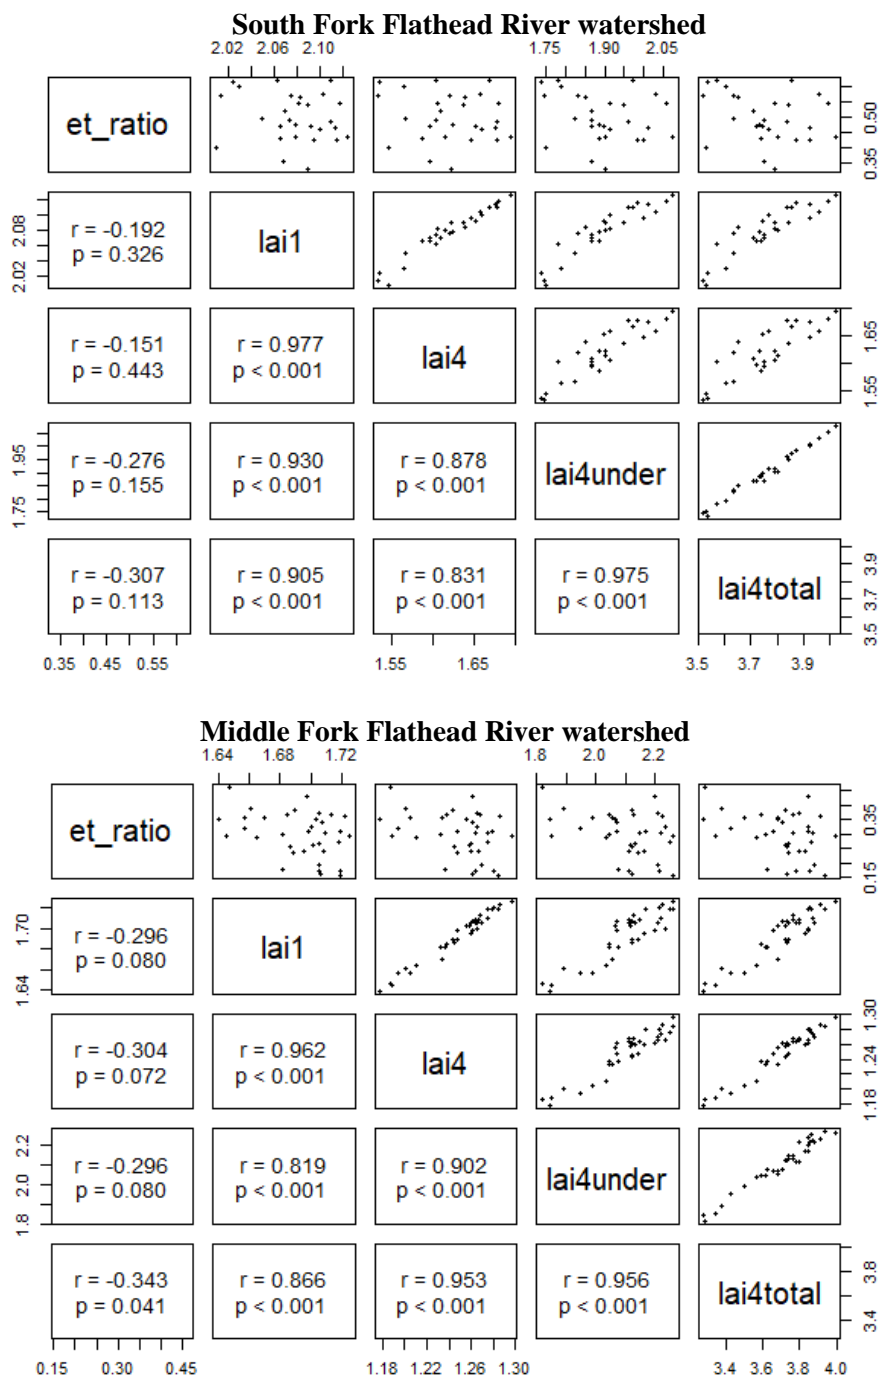 South Fork Flathead River watershed
2.02 2.06 2.10 1.75 1.90 2.05
et_ratio
0.35 0.50
2.02 2.08
r = -0.192
p = 0.326
lai1
r = -0.151
p = 0.443
r = 0.977
p < 0.001
lai4
1.55 1.65
1.75 1.95
r = -0.276
p = 0.155
r = 0.930
p < 0.001
r = 0.878
p < 0.001
lai4under
r = -0.307
p = 0.113
r = 0.905
p < 0.001
r = 0.831
p < 0.001
r = 0.975
p < 0.001
lai4total
3.5 3.7 3.9
0.35 0.45 0.55 1.55 1.65 3.5 3.7 3.9
Middle Fork Flathead River watershed
1.64 1.68 1.72 1.8 2.0 2.2
et_ratio
0.15 0.35
1.64 1.70
r = -0.296
p = 0.080
lai1
r = -0.304
p = 0.072
r = 0.962
p < 0.001
lai4
1.18 1.24 1.30
1.8 2.0 2.2
r = -0.296
p = 0.080
r = 0.819
p < 0.001
r = 0.902
p < 0.001
lai4under
r = -0.343
p = 0.041
r = 0.866
p < 0.001
r = 0.953
p < 0.001
r = 0.956
p < 0.001
lai4total
3.4 3.8
0.15 0.30 0.45 1.18 1.22 1.26 1.30 3.4 3.6 3.8 4.0